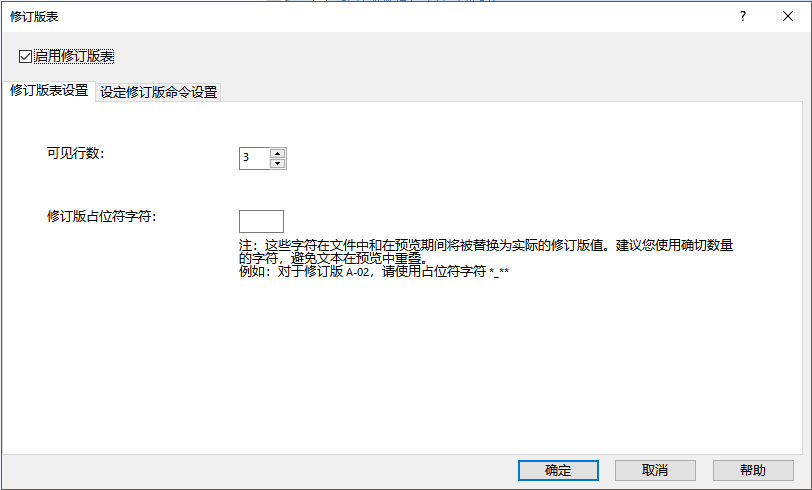 修订版表
?
启用修订版表
修订版表设置 设定修订版命令设置
可见行数: 3
修订版占位符字符:
注：这些字符在文件中和在预览期间将被替换为实际的修订版值。建议您使用确切数量
的字符，避免文本在预览中重叠。
例如：对于修订版 A-02，请使用占位符字符 *_**
确定 取消 帮助